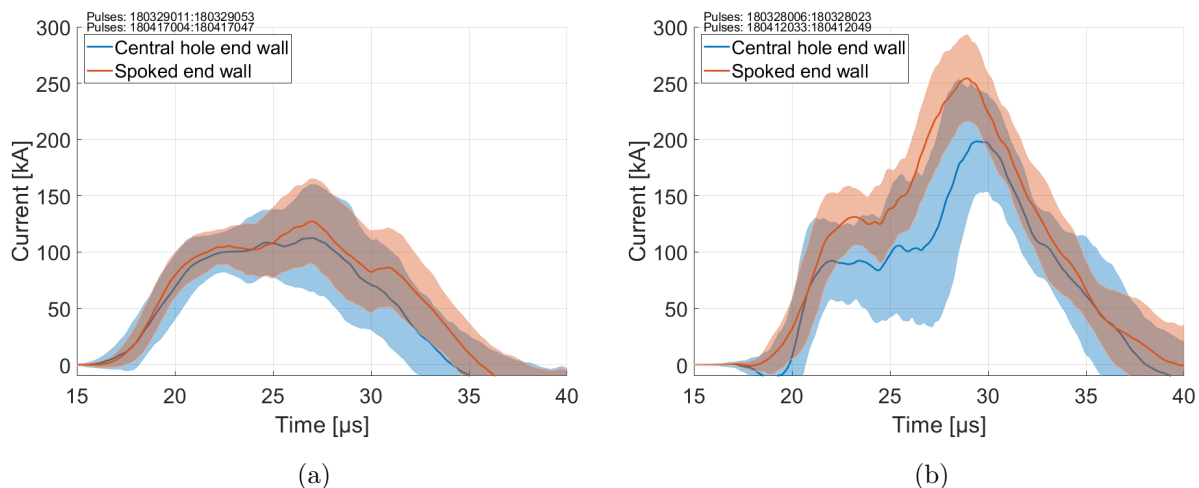 Pulses: 180329011:180329053
Pulses: 180417004:180417047
Central hole end wall
Spoked end wall
300
250
200
150
100
50
0
Current [kA]
15 20 25 30 35 40
Time [µs]
(a)
Pulses: 180328006:180328023
Pulses: 180412033:180412049
Central hole end wall
Spoked end wall
300
250
200
150
100
50
0
Current [kA]
15 20 25 30 35 40
Time [µs]
(b)